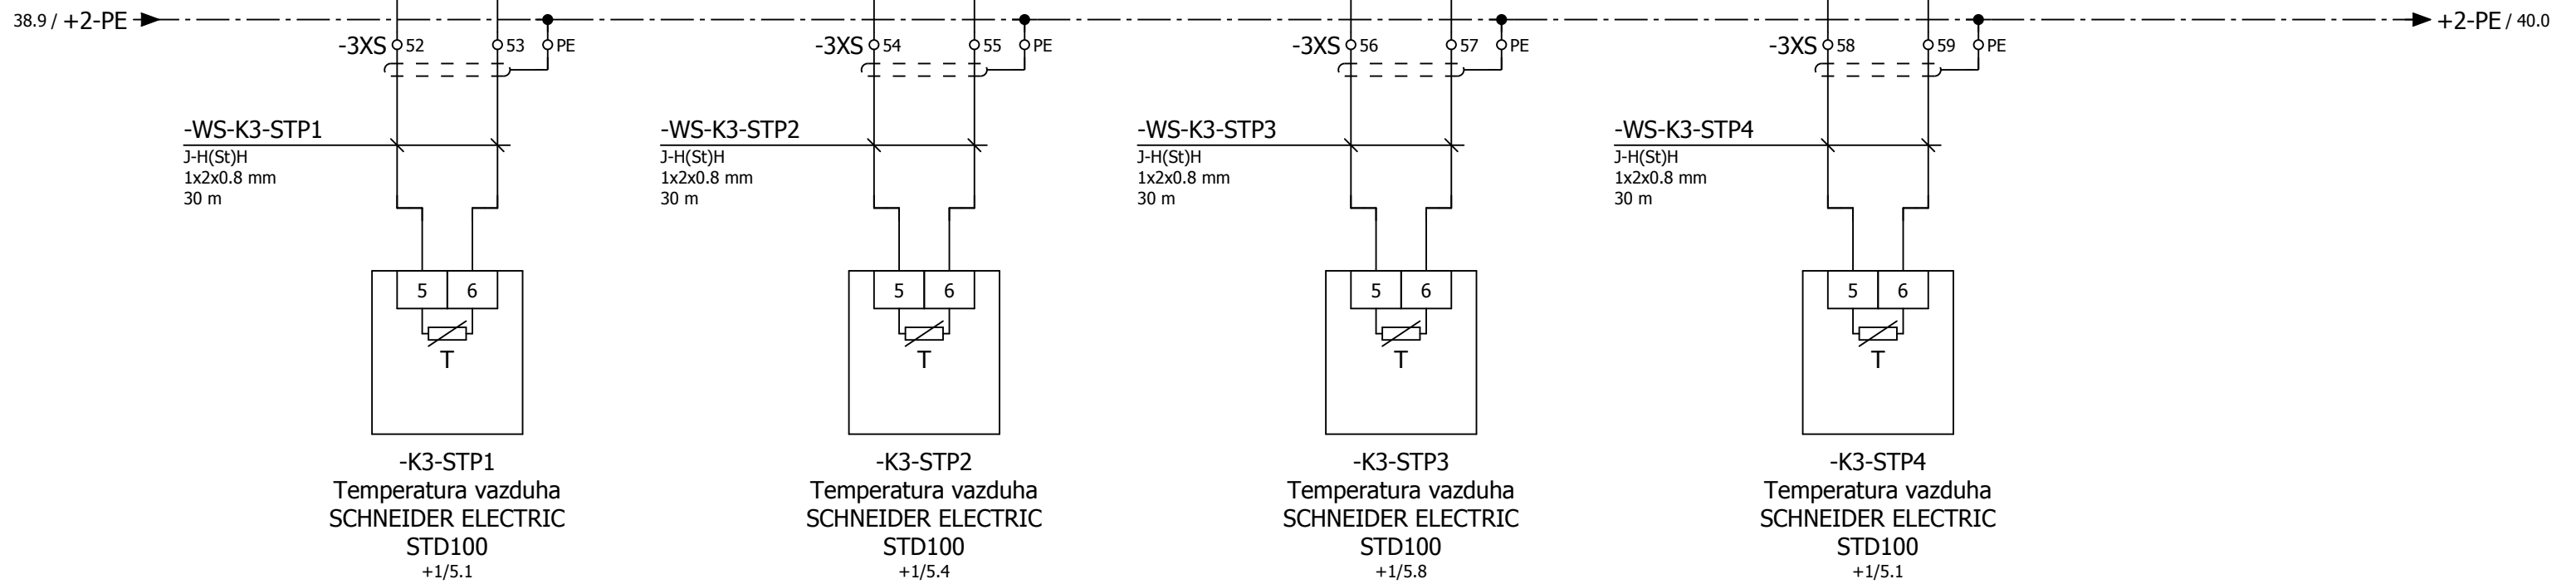 38.9 / +2-PE
+2-PE / 40.0
-3XS 52 53 PE
-3XS 54 55 PE
-3XS 56 57 PE
-3XS 58 59 PE
-WS-K3-STP1
J-H(St)H
1x2x0.8 mm
30 m
-WS-K3-STP2
J-H(St)H
1x2x0.8 mm
30 m
-WS-K3-STP3
J-H(St)H
1x2x0.8 mm
30 m
-WS-K3-STP4
J-H(St)H
1x2x0.8 mm
30 m
5 6
T
5 6
T
5 6
T
5 6
T
-K3-STP1
Temperatura vazduha
SCHNEIDER ELECTRIC
STD100
+1/5.1
-K3-STP2
Temperatura vazduha
SCHNEIDER ELECTRIC
STD100
+1/5.4
-K3-STP3
Temperatura vazduha
SCHNEIDER ELECTRIC
STD100
+1/5.8
-K3-STP4
Temperatura vazduha
SCHNEIDER ELECTRIC
STD100
+1/5.1